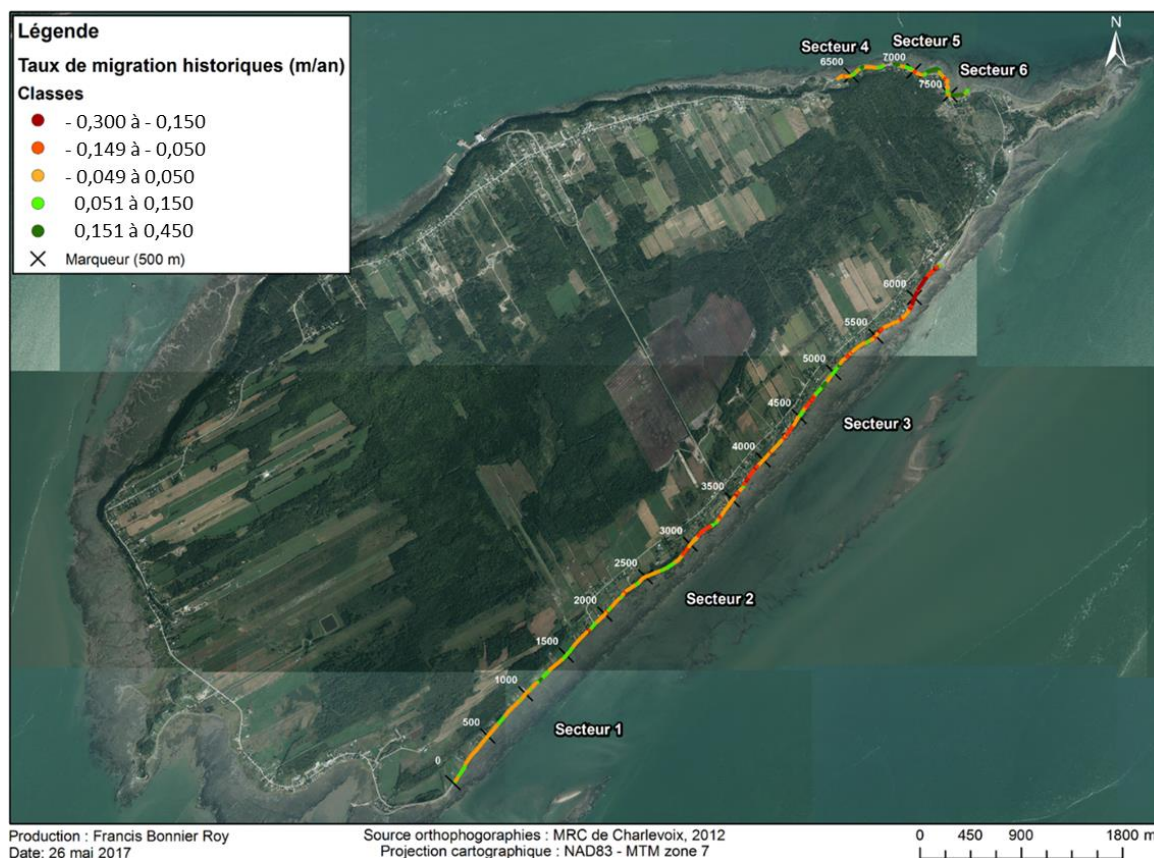 Légende
Taux de migration historiques (m/an)
Classes
- 0,300 à - 0,150
- 0,149 à - 0,050
- 0,049 à 0,050
0,051 à 0,150
0,151 à 0,450
Marqueur (500 m)
N
Secteur 4
Secteur 5
Secteur 6
6500
7000
7500
6000
5500
5000
4500
Secteur 3
4000
3500
3000
2500
Secteur 2
2000
1500
1000
Secteur 1
500
0
Production : Francis Bonnier Roy
Date: 26 mai 2017
Source orthophogoraphies : MRC de Charlevoix, 2012
Projection cartographique : NAD83 - MTM zone 7
0 450 900 1800 m